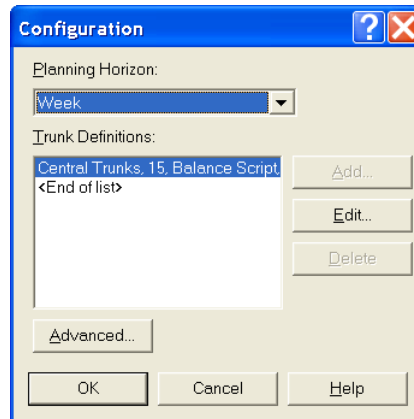 Configuration
Planning Horizon:
Week
Trunk Definitions:
Central Trunks, 15, Balance Script,
<End of list>
Add...
Edit...
Delete
Advanced...
OK
Cancel
Help